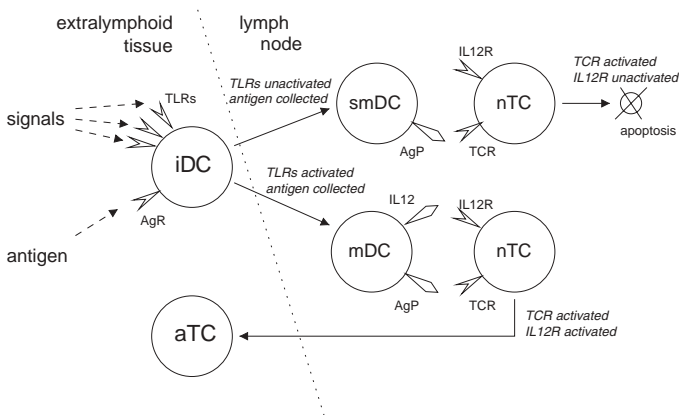 extralymphoid
tissue
lymph
node
signals
TLRs
iDC
AgR
antigen
TLRs unactivated
antigen collected
smDC
AgP
IL12R
nTC
TCR
TCR activated
IL12R unactivated
apoptosis
TLRs activated
antigen collected
mDC
IL12
AgP
IL12R
nTC
TCR
TCR activated
IL12R activated
aTC